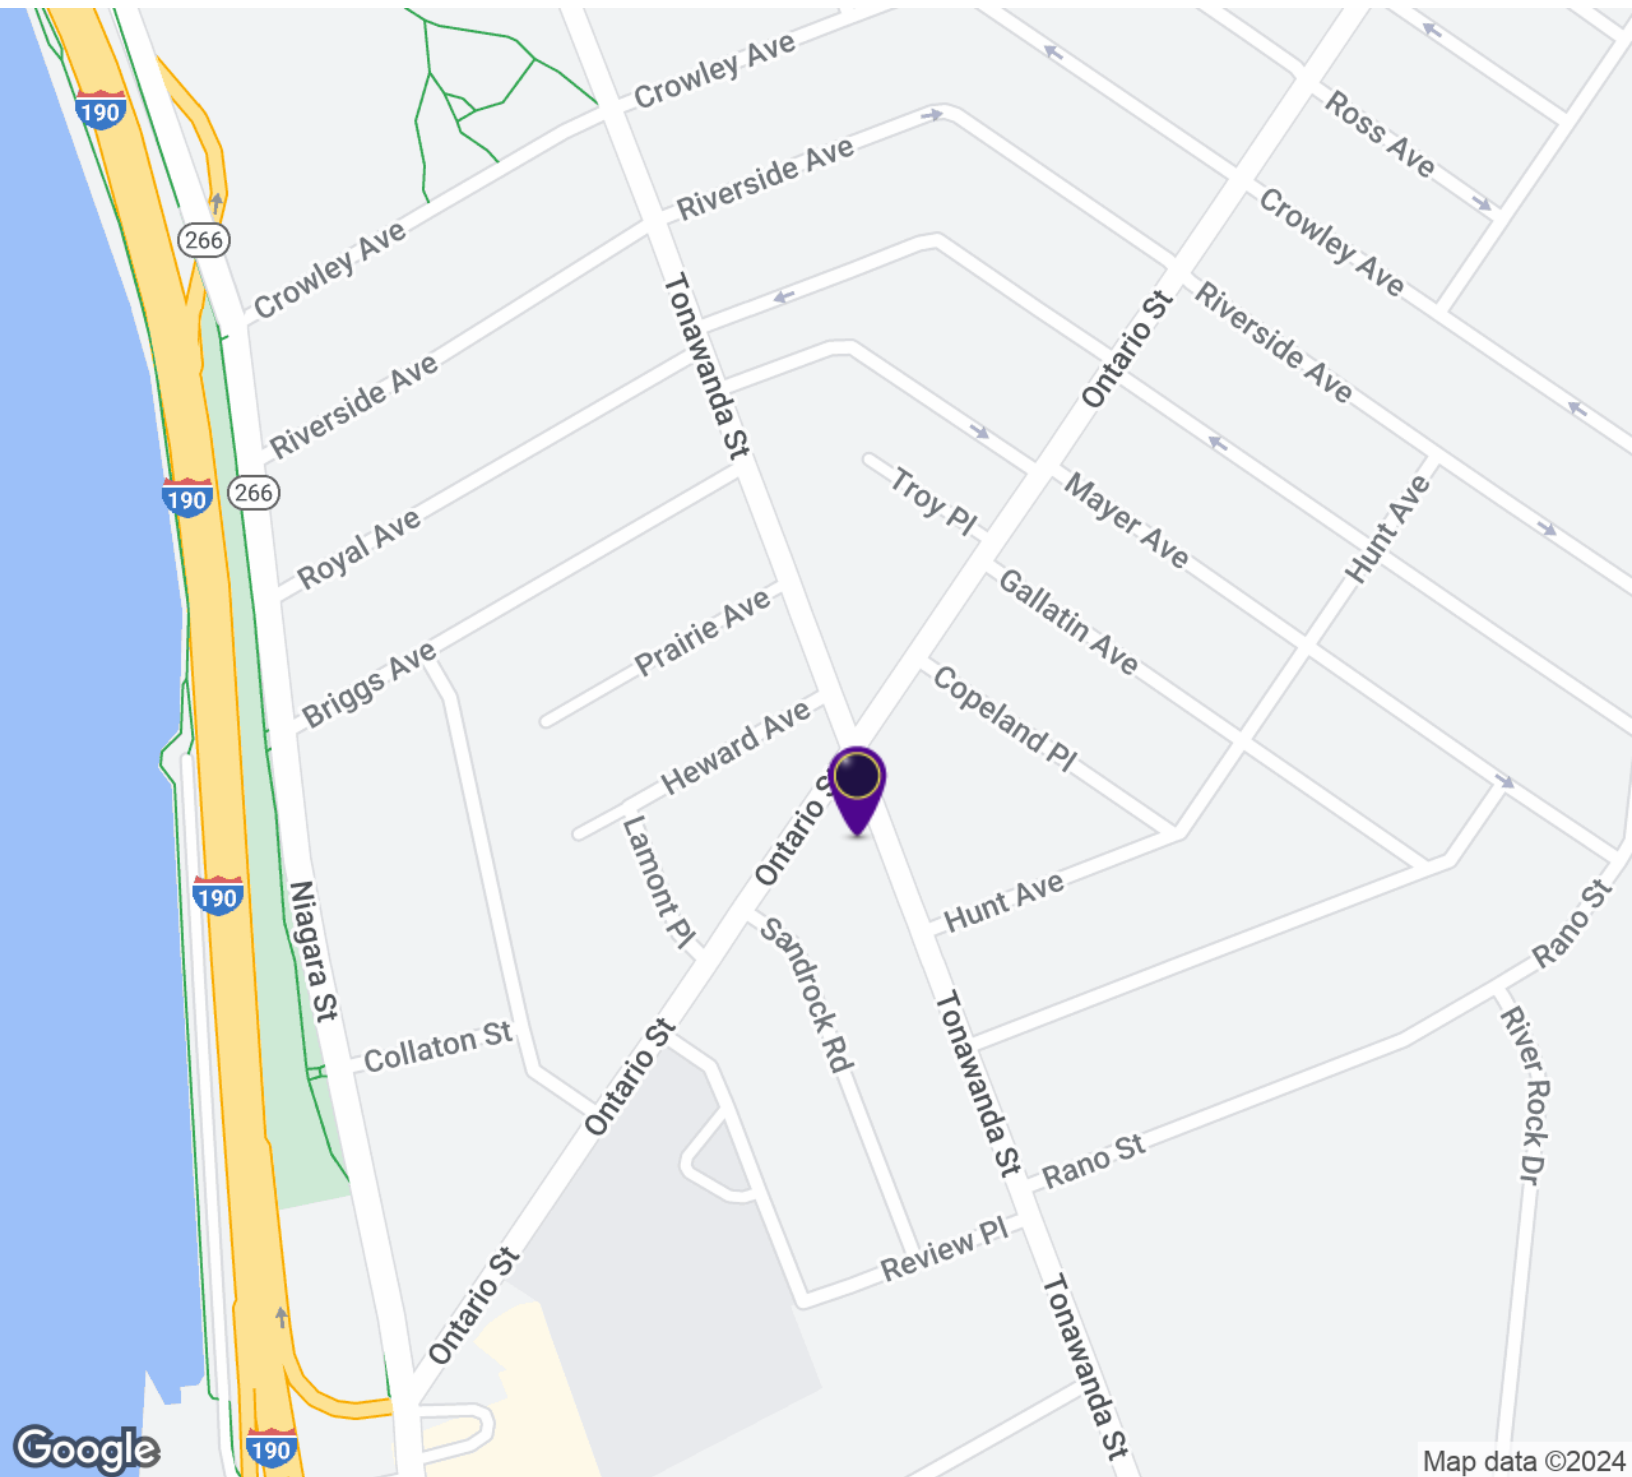 Crowley Ave
190
Ross Ave
Riverside Ave
Crowley Ave
266
Crowley Ave
Tonawanda St
Riverside Ave
Ontario St
Riverside Ave
190
266
Troy Pl
Mayer Ave
Hunt Ave
Royal Ave
Gallatin Ave
Prairie Ave
Briggs Ave
Copeland Pl
Heward Ave
Ontario St
Lamont Pl
190
Niagara St
Hunt Ave
Sandrock Rd
Rano St
Collaton St
Ontario St
Tonawanda St
River Rock Dr
Rano St
Review Pl
Ontario St
Tonawanda St
Google
190
Map data ©2024